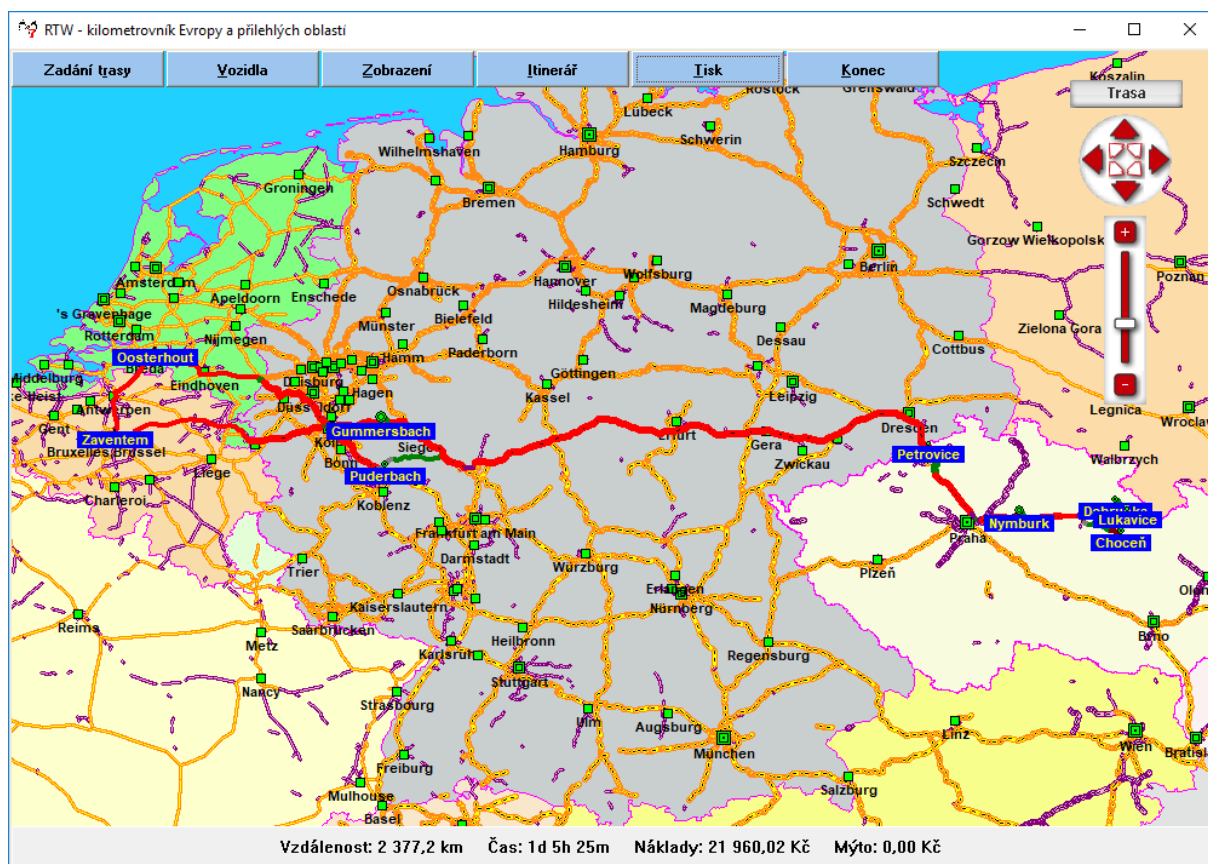 RTW - kilometrovník Evropy a přilehlých oblastí
Zadání trasy Vozidla Zobrazení Itinerář Tisk Konec
Koszalin
Rostock Greifswald
Trasa
Lübeck
Schwerin
Hamburg
Wilhelmshaven
Szczecin
Groningen
Bremen
Schwedt
Gorzow Wielkopolsk
Berlin
Poznan
Wolfsburg
Hannover
Amsterdam
Osnabrück
Enschede
Apeldoorn
Hildesheim
Magdeburg
's Gravenhage
Bielefeld
Münster
Zielona Gora
Rotterdam
Nijmegen
Dessau
Cottbus
Paderborn
Hamm
Oosterhout
Breda
Göttingen
Middelburg
Eindhoven
Duisburg
Kassel
Leipzig
Hagen
Düsseldorf
Legnica
Antwerpen
Wroclaw
Gent
Dresden
Gummersbach
Erfurt
Zaventem
Köln
Siegen
Gera
Walbrzych
Bruxelles/Brussel
Zwickau
Petrovice
Bonn
Liege
Puderbach
Charleroi
Koblenz
Dobruška
Lukavice
Nymburk
Frankfurt am Main
Praha
Choceň
Darmstadt
Trier
Würzburg
Plzeň
Erlangen
Kaiserslautern
Nürnberg
Reims
Saarbrücken
Brno
Metz
Heilbronn
Karlsruh
Regensburg
Stuttgart
Nancy
Strasbourg
Ulm
Augsburg
Linz
Wien
Bratisla
München
Freiburg
Salzburg
Mulhouse
Basel
Vzdálenost: 2 377,2 km Čas: 1d 5h 25m Náklady: 21 960,02 Kč Mýto: 0,00 Kč